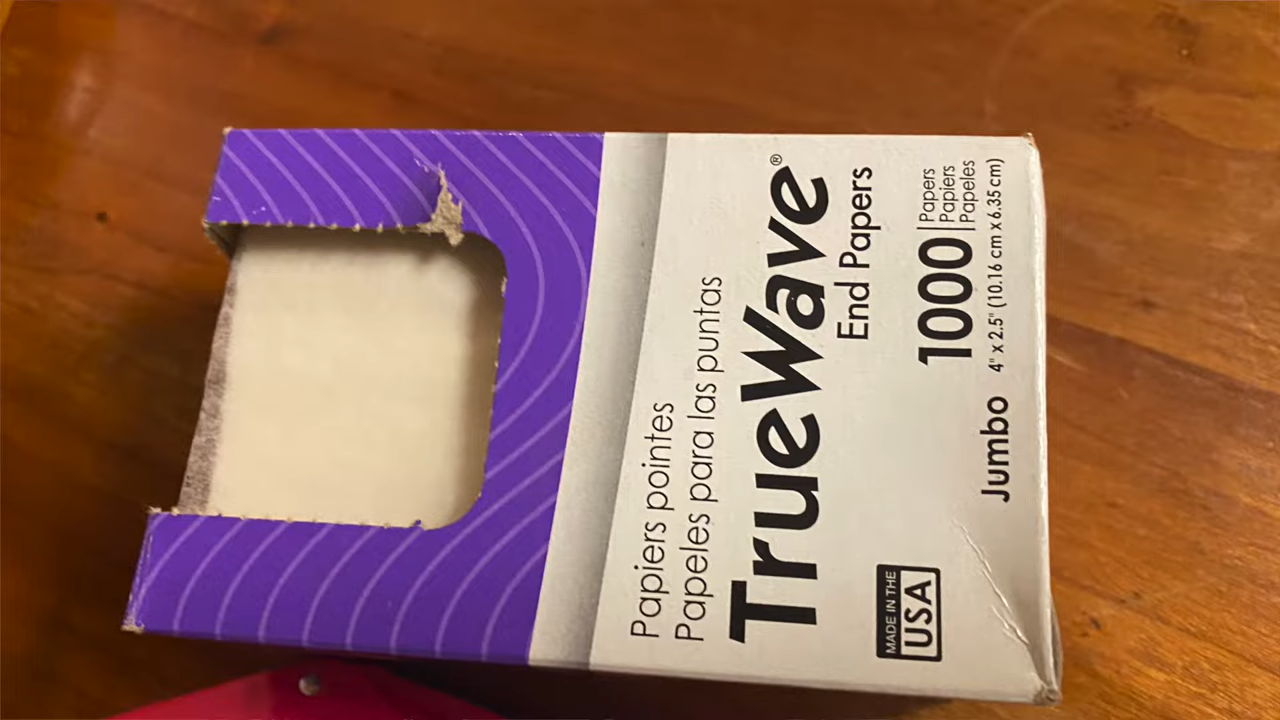 Papiers pointes
Papeles para las puntas
TrueWave®
End Papers
1000 Papers
Papiers
Papeles
Jumbo 4" x 2.5" (10.16 cm x 6.35 cm)
MADE IN THE
USA